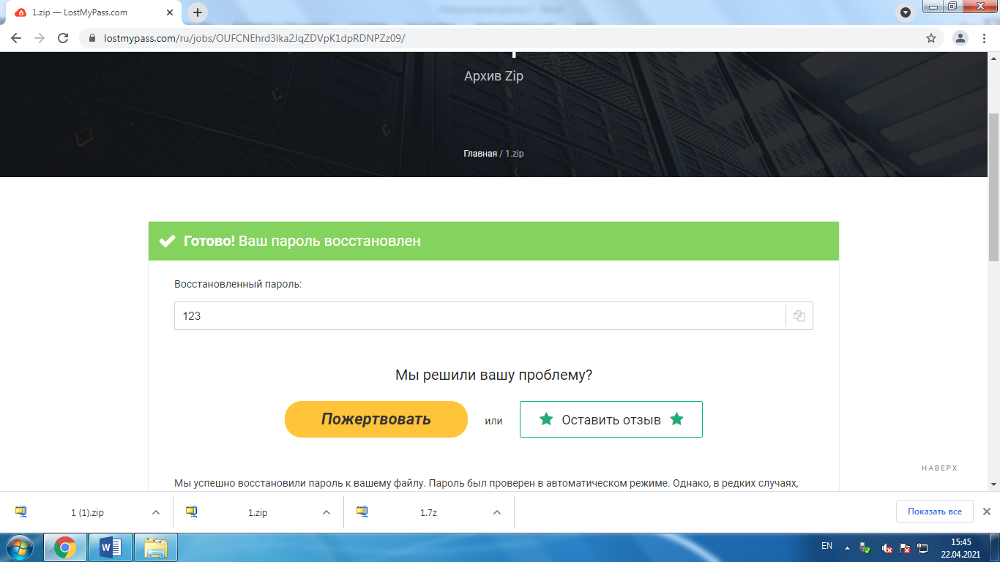 1.zip — LostMyPass.com
lostmypass.com/ru/jobs/OUFCNEhrd3lka2JqZDVpK1dpRDNPZz09/
Архив Zip
Главная / 1.zip
Готово! Ваш пароль восстановлен
Восстановленный пароль:
123
Мы решили вашу проблему?
Пожертвовать
или
Оставить отзыв
НАВЕРХ
Мы успешно восстановили пароль к вашему файлу. Пароль был проверен в автоматическом режиме. Однако, в редких случаях,
1 (1).zip
1.zip
1.7z
Показать все
EN
15:45
22.04.2021